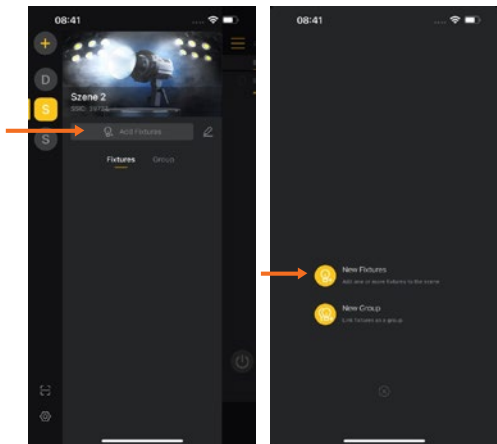 08:41
D
S
S
Szene 2
Add Fixtures
Fixtures Group
08:41
New Fixtures
Add one or more fixtures to the scene
New Group
Link fixtures as a group